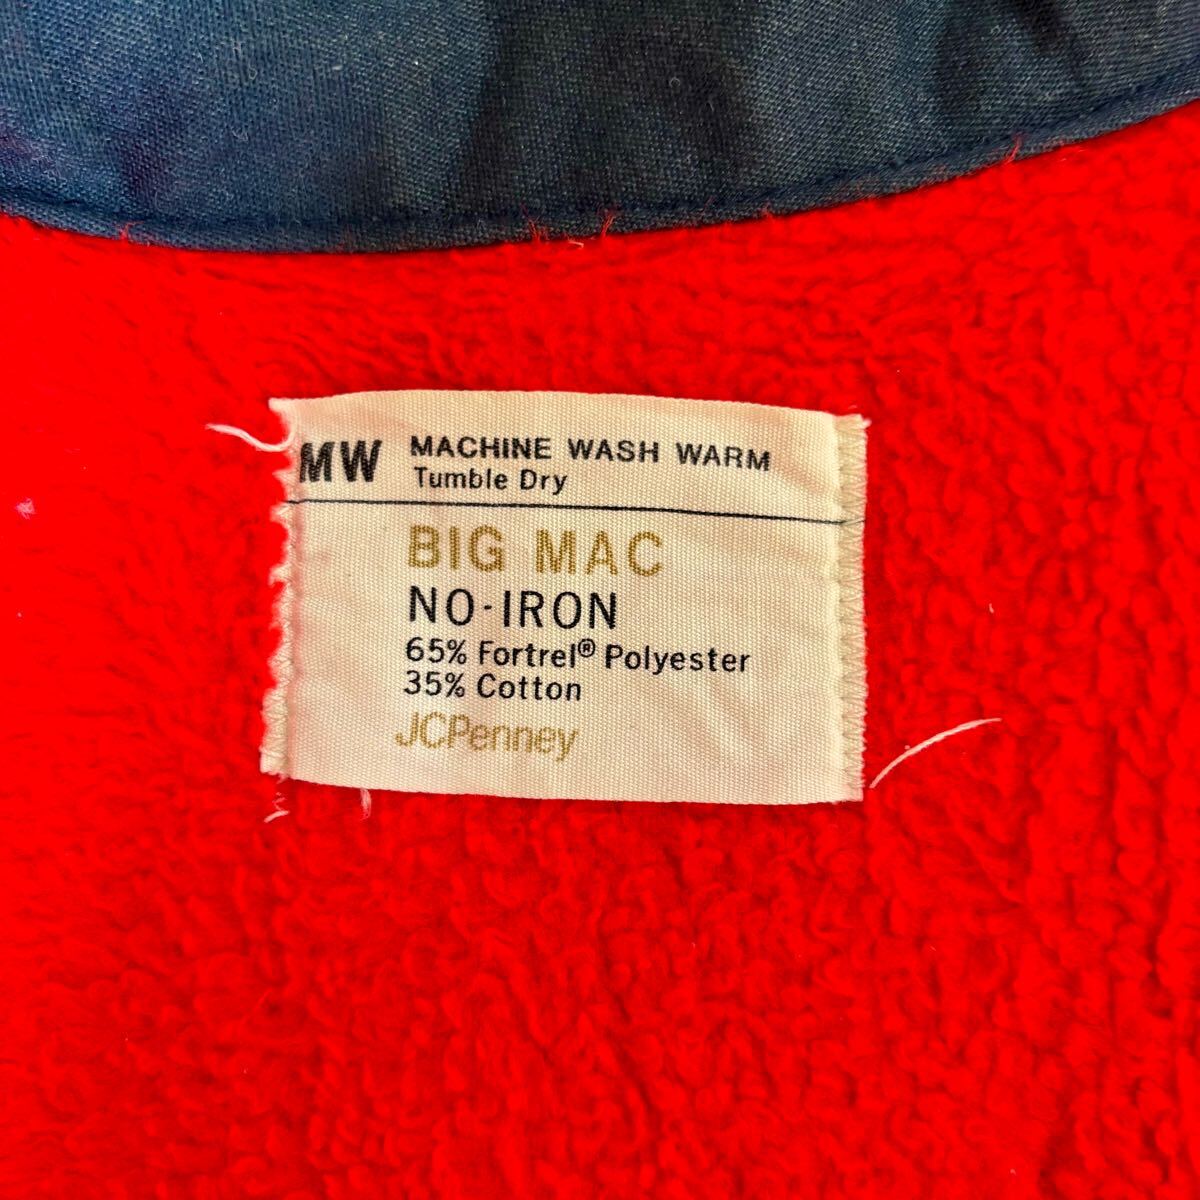 MW MACHINE WASH WARM
Tumble Dry
BIG MAC
NO-IRON
65% Fortrel® Polyester
35% Cotton
JCPenney